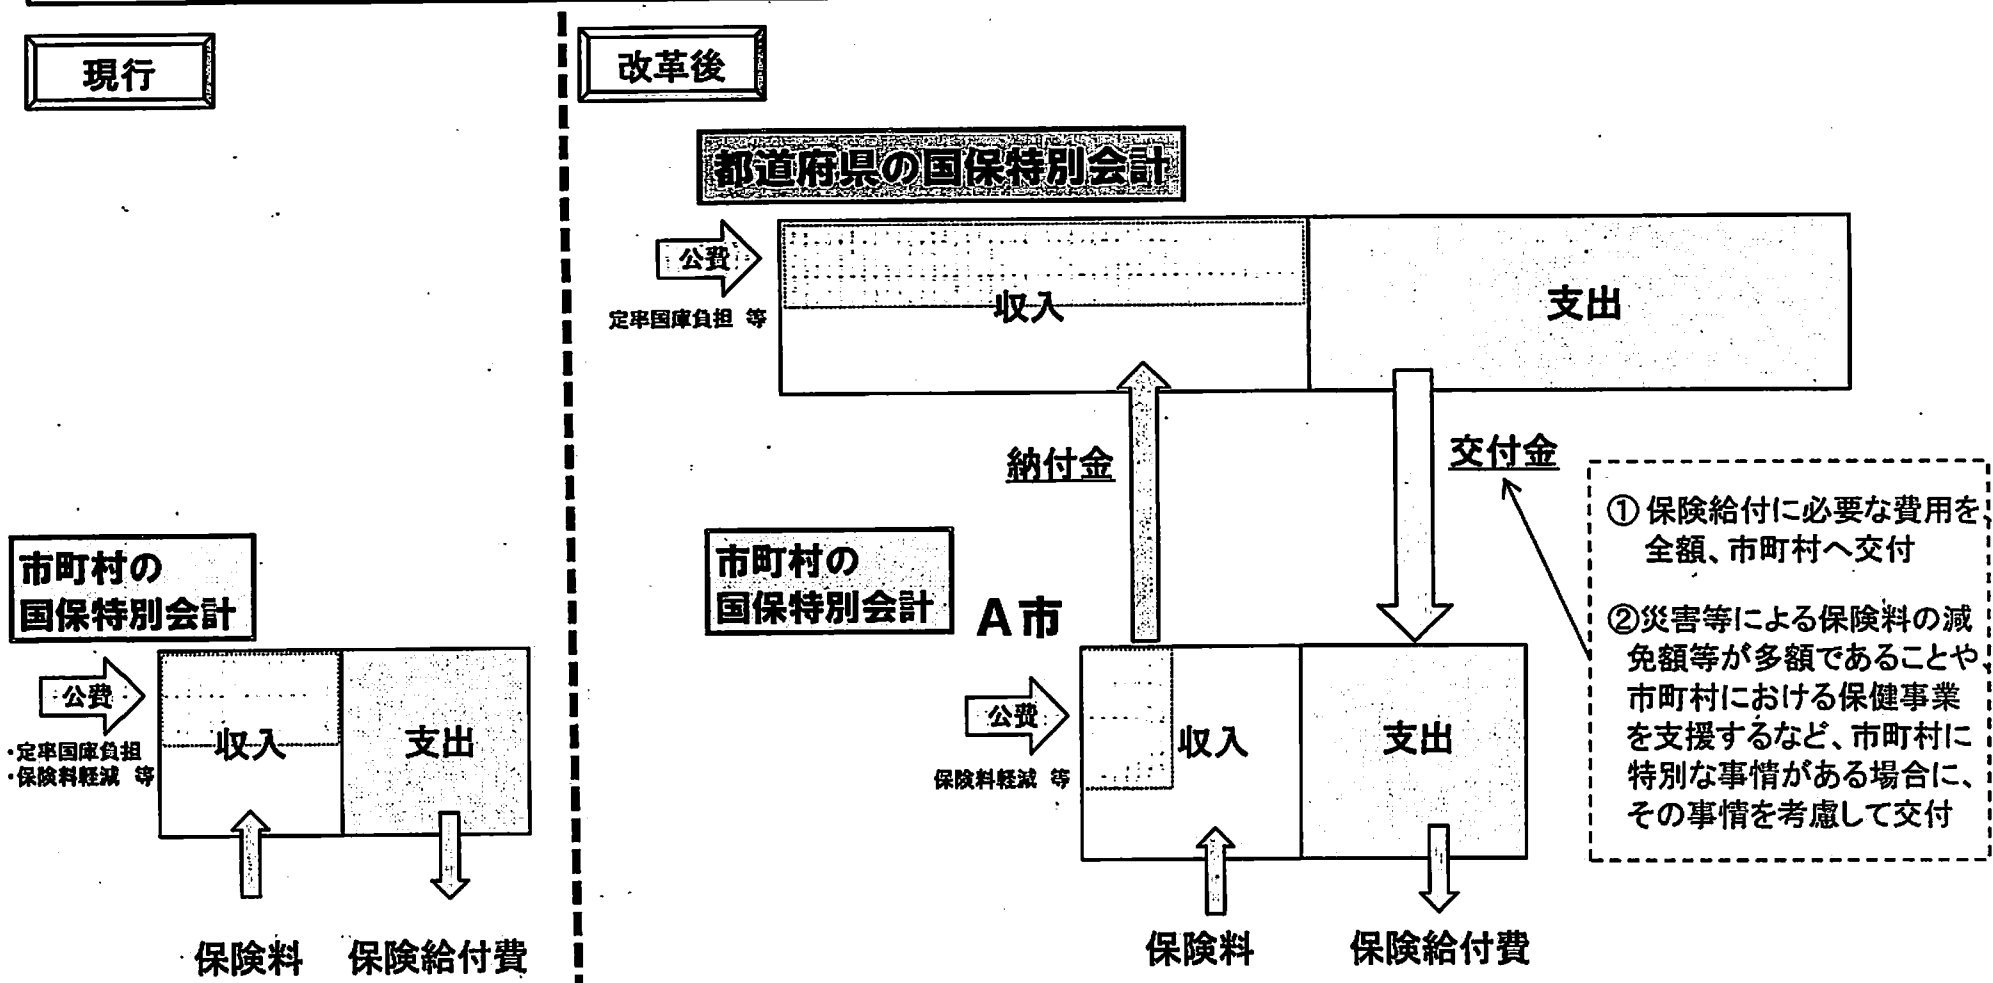 現行
市町村の
国保特別会計
公費
・定率国庫負担
・保険料軽減 等
収入
支出
保険料
保険給付費
改革後
都道府県の国保特別会計
公費
定率国庫負担 等
収入
支出
納付金
交付金
①保険給付に必要な費用を、
全額、市町村へ交付
②災害等による保険料の減
免額等が多額であることや、
市町村における保健事業
を支援するなど、市町村に
特別な事情がある場合に、
その事情を考慮して交付
市町村の
国保特別会計
A市
公費
保険料軽減 等
収入
支出
保険料
保険給付費